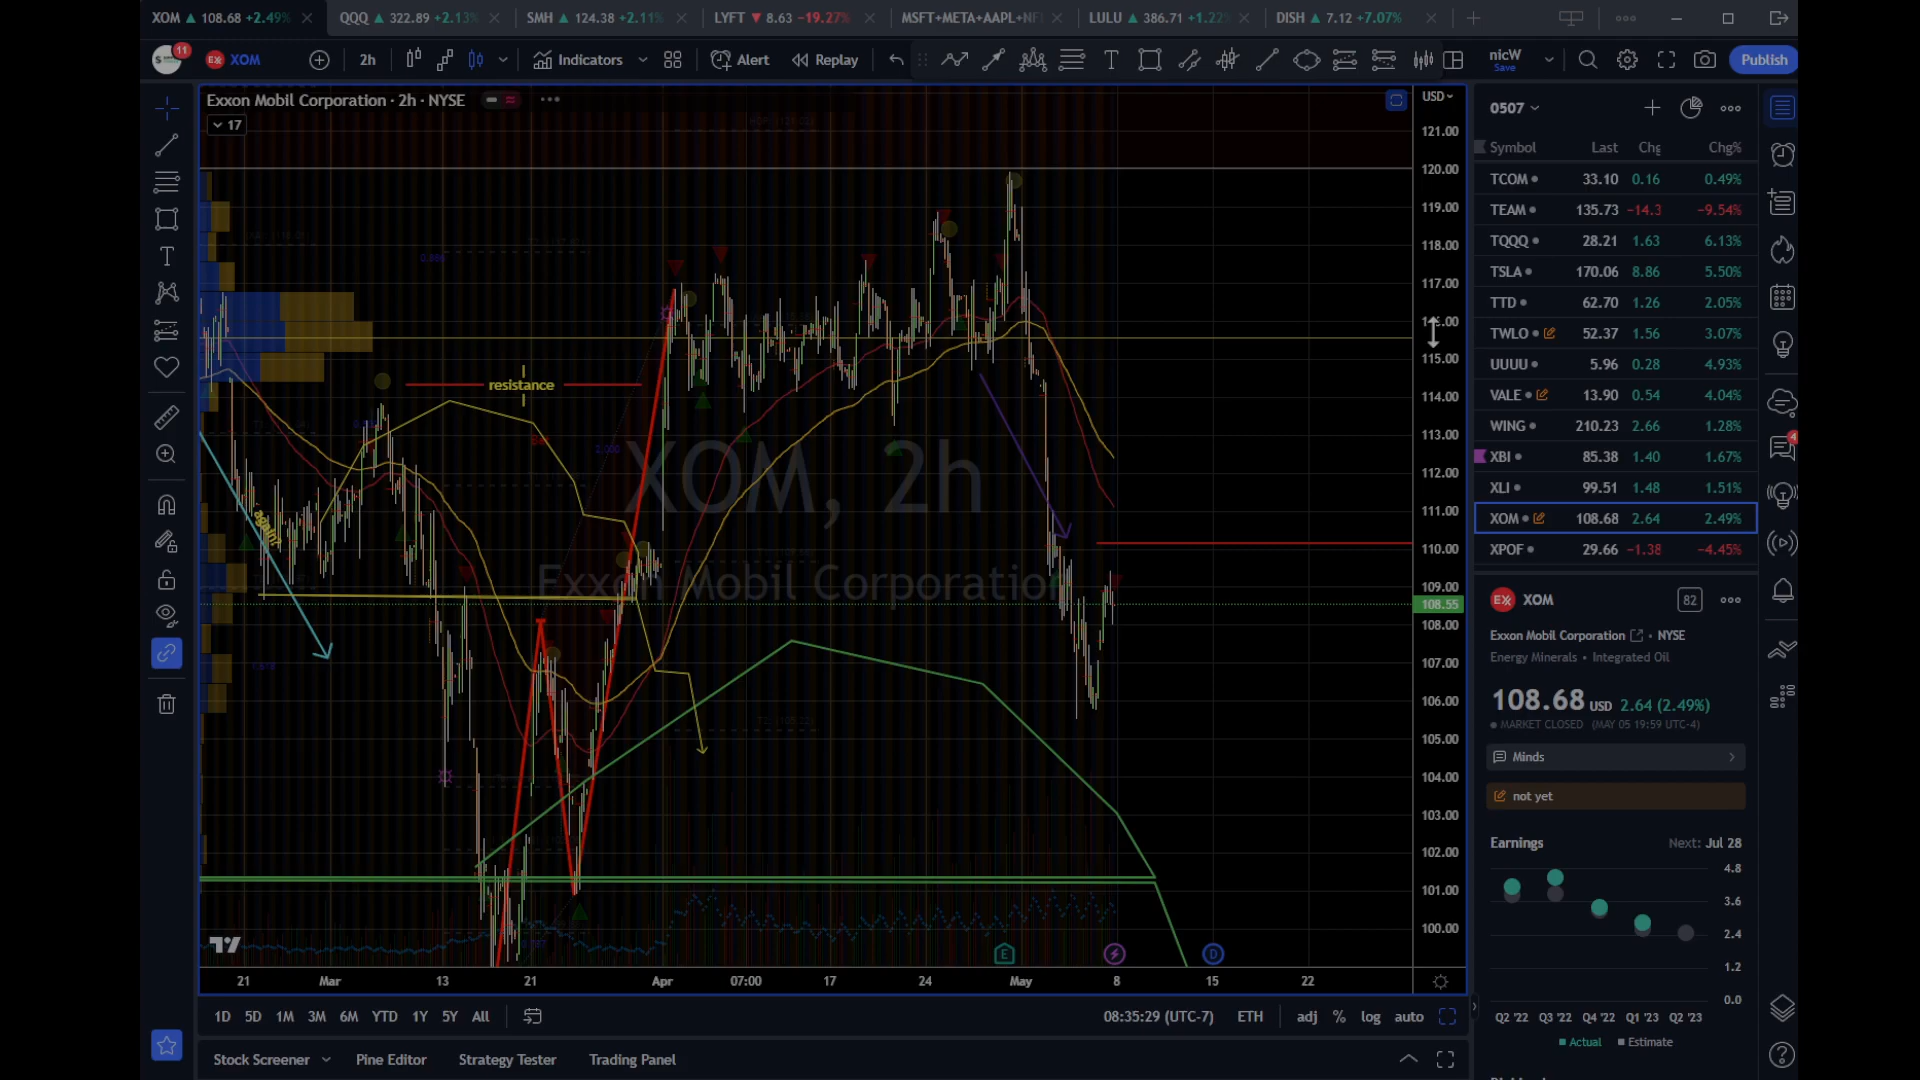 XOM ▲ 108.68 +2.49%
QQQ ▲ 322.89 +2.13%
SMH ▲ 124.38 +2.11%
LYFT ▼ 8.63 -19.27%
MSFT+META+AAPL+NF
LULU ▲ 386.71 +1.22%
DISH ▲ 7.12 +7.07%
11
XOM
2h
Indicators
Alert
Replay
nicW
Save
Publish
Exxon Mobil Corporation · 2h · NYSE
17
USD
121.00
120.00
119.00
118.00
117.00
116.00
115.00
114.00
113.00
112.00
111.00
110.00
109.00
108.55
108.00
107.00
106.00
105.00
104.00
103.00
102.00
101.00
100.00
resistance
again?
XOM, 2h
Exxon Mobil Corporation
21 Mar 13 21 Apr 07:00 17 24 May 8 15 22
E
D
1D 5D 1M 3M 6M YTD 1Y 5Y All
08:35:29 (UTC-7) ETH adj % log auto
Stock Screener Pine Editor Strategy Tester Trading Panel
0507
Symbol Last Chg Chg%
TCOM 33.10 0.16 0.49%
TEAM 135.73 -14.3 -9.54%
TQQQ 28.21 1.63 6.13%
TSLA 170.06 8.86 5.50%
TTD 62.70 1.26 2.05%
TWLO 52.37 1.56 3.07%
UUUU 5.96 0.28 4.93%
VALE 13.90 0.54 4.04%
WING 210.23 2.66 1.28%
XBI 85.38 1.40 1.67%
XLI 99.51 1.48 1.51%
XOM 108.68 2.64 2.49%
XPOF 29.66 -1.38 -4.45%
XOM
82
Exxon Mobil Corporation · NYSE
Energy Minerals · Integrated Oil
108.68 USD 2.64 (2.49%)
MARKET CLOSED (MAY 05 19:59 UTC-4)
Minds
not yet
Earnings Next: Jul 28
4.8
3.6
2.4
1.2
0.0
Q2 '22 Q3 '22 Q4 '22 Q1 '23 Q2 '23
Actual Estimate
4